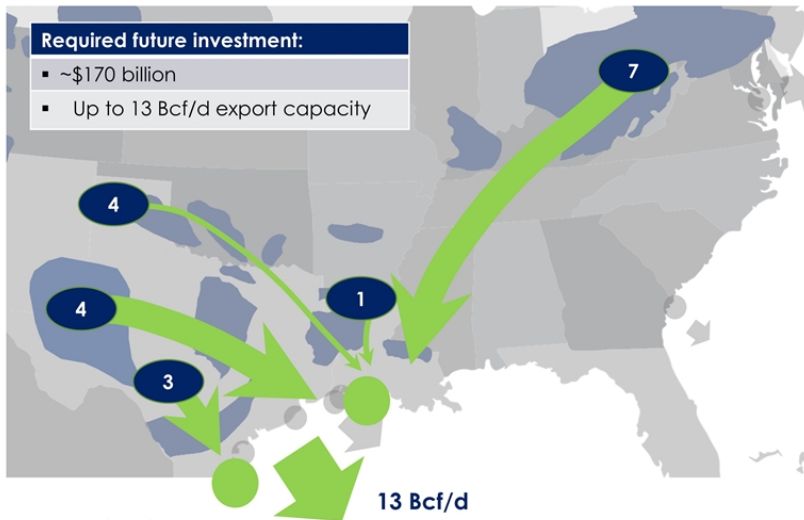 Required future investment:
▪ ~$170 billion
▪ Up to 13 Bcf/d export capacity
7
4
4
1
3
13 Bcf/d